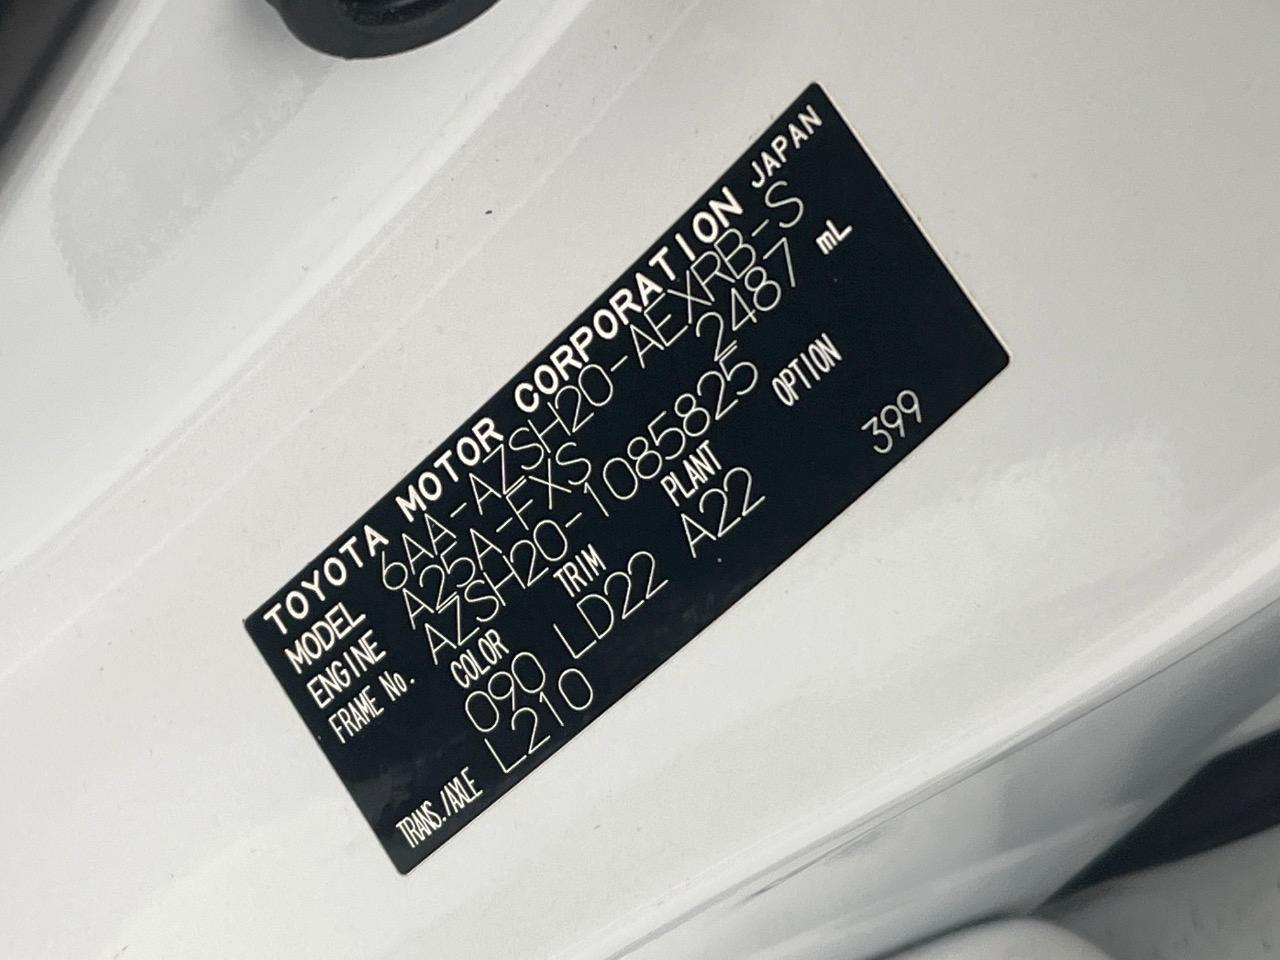 TOYOTA MOTOR CORPORATION JAPAN
MODEL 6AA-AZSH20-AEXRB-S
ENGINE A25A-FXS 2487 mL
FRAME No. AZSH20-1085825
COLOR TRIM PLANT OPTION
090 LD22 A22 399
TRANS./AXLE L210